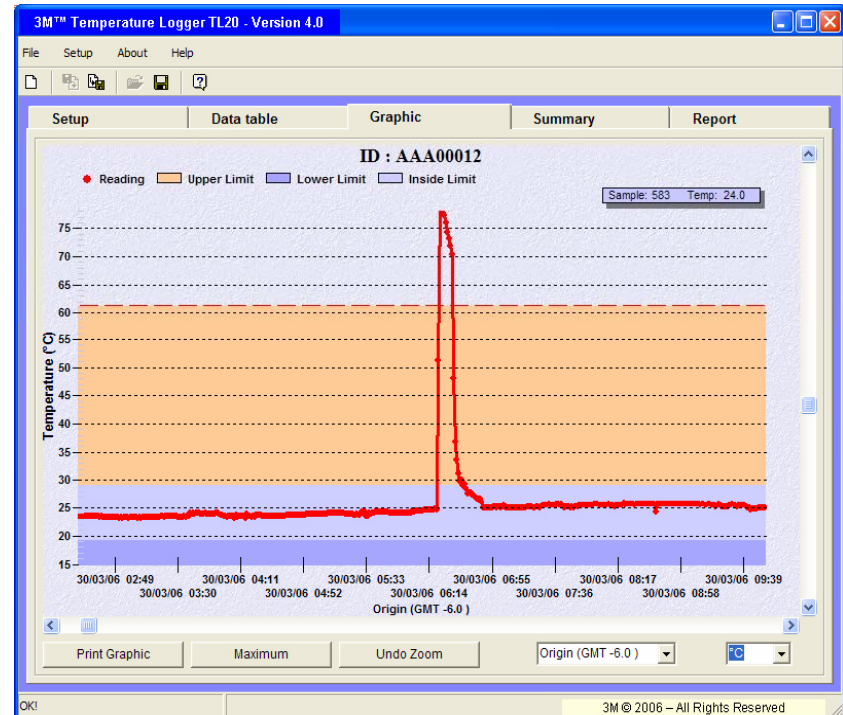 3M™ Temperature Logger TL20 - Version 4.0
File Setup About Help
Setup Data table Graphic Summary Report
ID : AAA00012
Reading Upper Limit Lower Limit Inside Limit
Sample: 583 Temp: 24.0
75
70
65
60
55
50
45
40
35
30
25
20
15
Temperature (°C)
30/03/06 02:49 30/03/06 04:11 30/03/06 05:33 30/03/06 06:55 30/03/06 08:17 30/03/06 09:39
30/03/06 03:30 30/03/06 04:52 30/03/06 06:14 30/03/06 07:36 30/03/06 08:58
Origin (GMT -6.0 )
Print Graphic Maximum Undo Zoom Origin (GMT -6.0 ) °C
OK! 3M © 2006 – All Rights Reserved